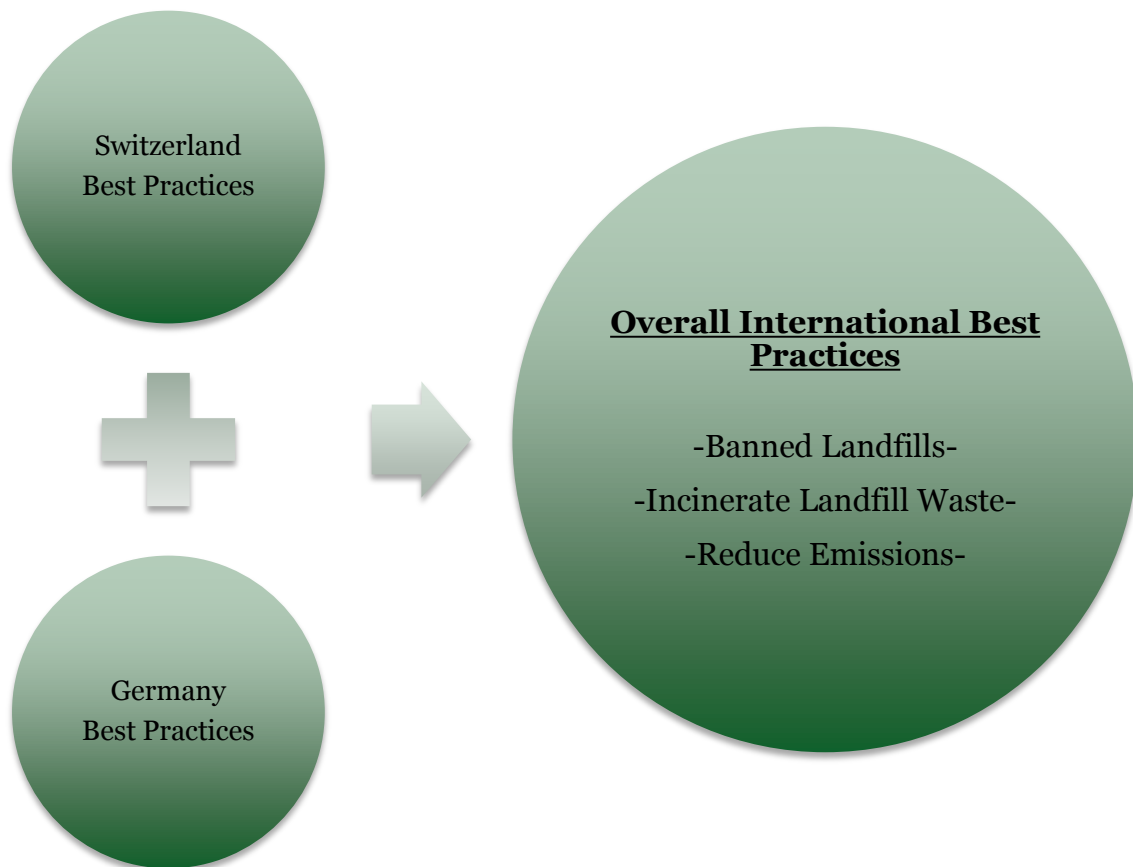 Switzerland
Best Practices
Germany
Best Practices
Overall International Best
Practices
-Banned Landfills-
-Incinerate Landfill Waste-
-Reduce Emissions-